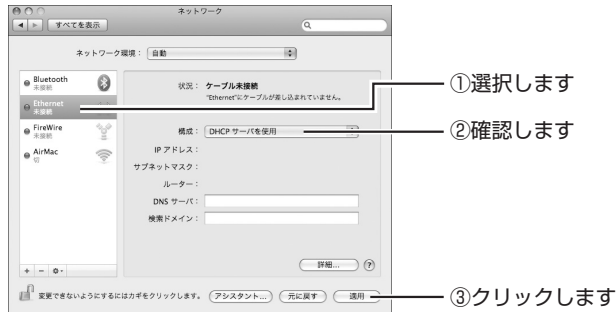 ネットワーク
すべてを表示
ネットワーク環境： 自動
Bluetooth
未接続
Ethernet
未接続
FireWire
未接続
AirMac
切
状況： ケーブル未接続
"Ethernet"にケーブルが差し込まれていません。
構成： DHCP サーバを使用
IP アドレス：
サブネットマスク：
ルーター：
DNS サーバ：
検索ドメイン：
詳細... ?
+ −
変更できないようにするにはカギをクリックします。 アシスタント... 元に戻す 適用
①選択します
②確認します
③クリックします